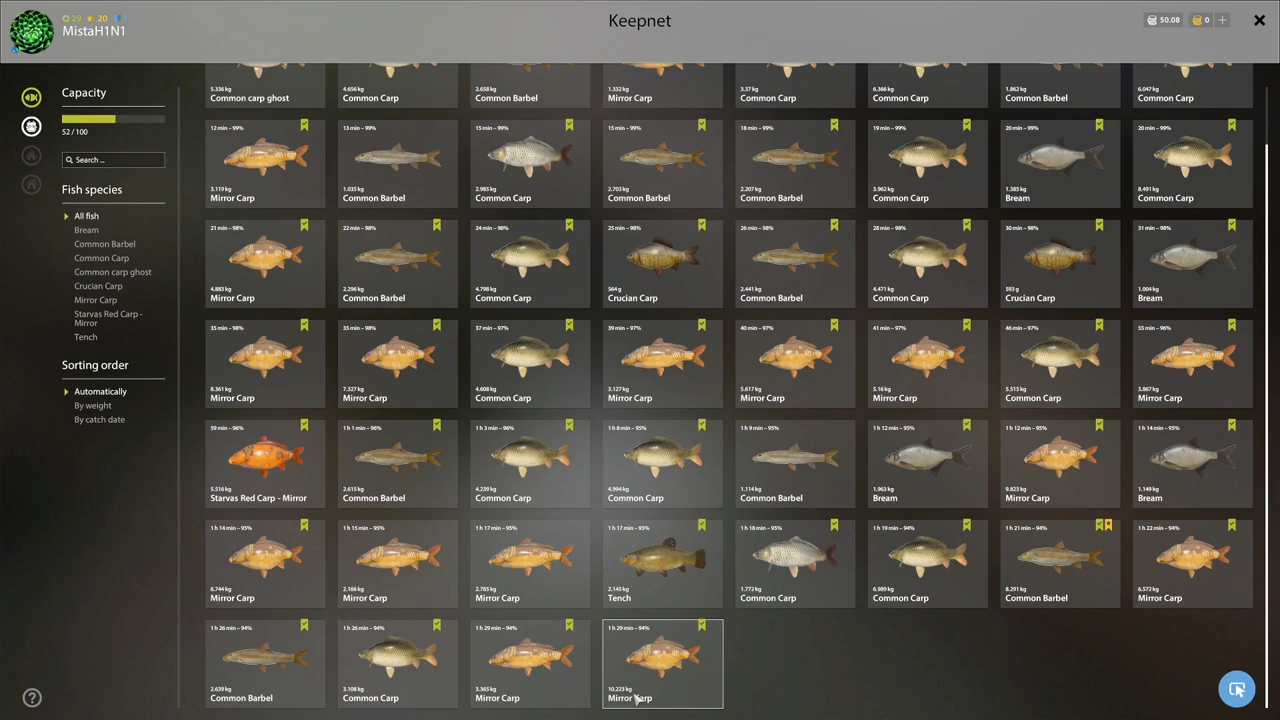 29 20
MistaH1N1
Keepnet
50.08 0
Capacity
52 / 100
Search ...
Fish species
All fish
Bream
Common Barbel
Common Carp
Common carp ghost
Crucian Carp
Mirror Carp
Starvas Red Carp -
Mirror
Tench
Sorting order
Automatically
By weight
By catch date
5.336 kg 4.656 kg 2.658 kg 1.332 kg 3.37 kg 6.366 kg 1.862 kg 6.047 kg
Common carp ghost Common Carp Common Barbel Mirror Carp Common Carp Common Carp Common Barbel Common Carp
12 min – 99% 13 min – 99% 15 min – 99% 15 min – 99% 18 min – 99% 19 min – 99% 20 min – 99% 20 min – 99%
3.119 kg 1.035 kg 2.985 kg 2.703 kg 2.207 kg 3.962 kg 1.385 kg 8.491 kg
Mirror Carp Common Barbel Common Carp Common Barbel Common Barbel Common Carp Bream Common Carp
21 min – 99% 22 min – 99% 24 min – 98% 25 min – 98% 26 min – 98% 28 min – 98% 30 min – 98% 31 min – 98%
4.883 kg 2.296 kg 4.798 kg 564 g 2.441 kg 4.471 kg 593 g 1.004 kg
Mirror Carp Common Barbel Common Carp Crucian Carp Common Barbel Common Carp Crucian Carp Bream
35 min – 98% 35 min – 98% 37 min – 97% 39 min – 97% 40 min – 97% 41 min – 97% 46 min – 97% 55 min – 96%
8.361 kg 7.327 kg 4.608 kg 3.127 kg 5.617 kg 5.16 kg 5.515 kg 3.867 kg
Mirror Carp Mirror Carp Common Carp Mirror Carp Mirror Carp Mirror Carp Common Carp Mirror Carp
59 min – 96% 1 h 1 min – 96% 1 h 3 min – 96% 1 h 8 min – 95% 1 h 9 min – 95% 1 h 12 min – 95% 1 h 12 min – 95% 1 h 14 min – 95%
5.516 kg 2.615 kg 4.239 kg 4.994 kg 1.114 kg 1.963 kg 9.823 kg 1.149 kg
Starvas Red Carp - Mirror Common Barbel Common Carp Common Carp Common Barbel Bream Mirror Carp Bream
1 h 14 min – 95% 1 h 15 min – 95% 1 h 17 min – 95% 1 h 17 min – 95% 1 h 18 min – 95% 1 h 19 min – 94% 1 h 21 min – 94% 1 h 22 min – 94%
6.744 kg 2.166 kg 2.785 kg 2.145 kg 1.772 kg 6.989 kg 8.291 kg 6.572 kg
Mirror Carp Mirror Carp Mirror Carp Tench Common Carp Common Carp Common Barbel Mirror Carp
1 h 26 min – 94% 1 h 26 min – 94% 1 h 29 min – 94% 1 h 29 min – 94%
2.639 kg 3.108 kg 3.365 kg 10.223 kg
Common Barbel Common Carp Mirror Carp Mirror Carp